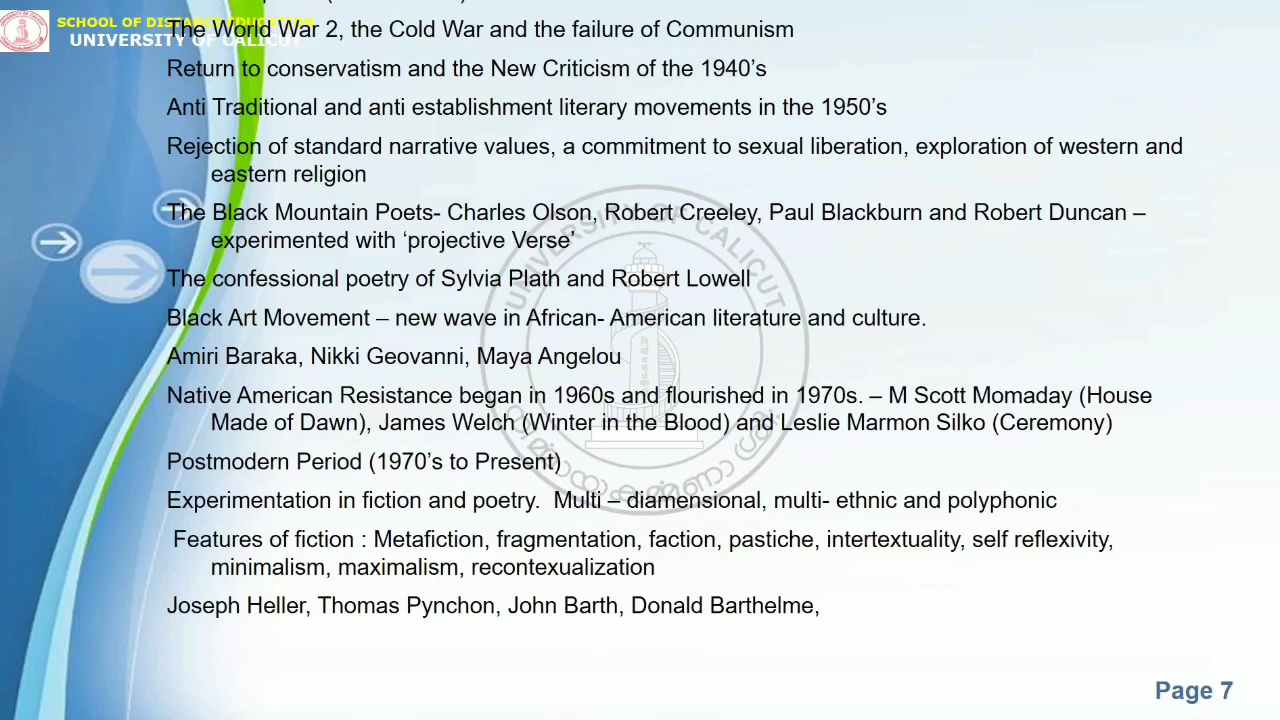 SCHOOL OF DISTANCE EDUCATION
UNIVERSITY OF CALICUT
The World War 2, the Cold War and the failure of Communism
Return to conservatism and the New Criticism of the 1940’s
Anti Traditional and anti establishment literary movements in the 1950’s
Rejection of standard narrative values, a commitment to sexual liberation, exploration of western and
eastern religion
The Black Mountain Poets- Charles Olson, Robert Creeley, Paul Blackburn and Robert Duncan –
experimented with ‘projective Verse’
The confessional poetry of Sylvia Plath and Robert Lowell
Black Art Movement – new wave in African- American literature and culture.
Amiri Baraka, Nikki Geovanni, Maya Angelou
Native American Resistance began in 1960s and flourished in 1970s. – M Scott Momaday (House
Made of Dawn), James Welch (Winter in the Blood) and Leslie Marmon Silko (Ceremony)
Postmodern Period (1970’s to Present)
Experimentation in fiction and poetry.  Multi – diamensional, multi- ethnic and polyphonic
Features of fiction : Metafiction, fragmentation, faction, pastiche, intertextuality, self reflexivity,
minimalism, maximalism, recontexualization
Joseph Heller, Thomas Pynchon, John Barth, Donald Barthelme,
UNIVERSITY OF CALICUT
Page 7